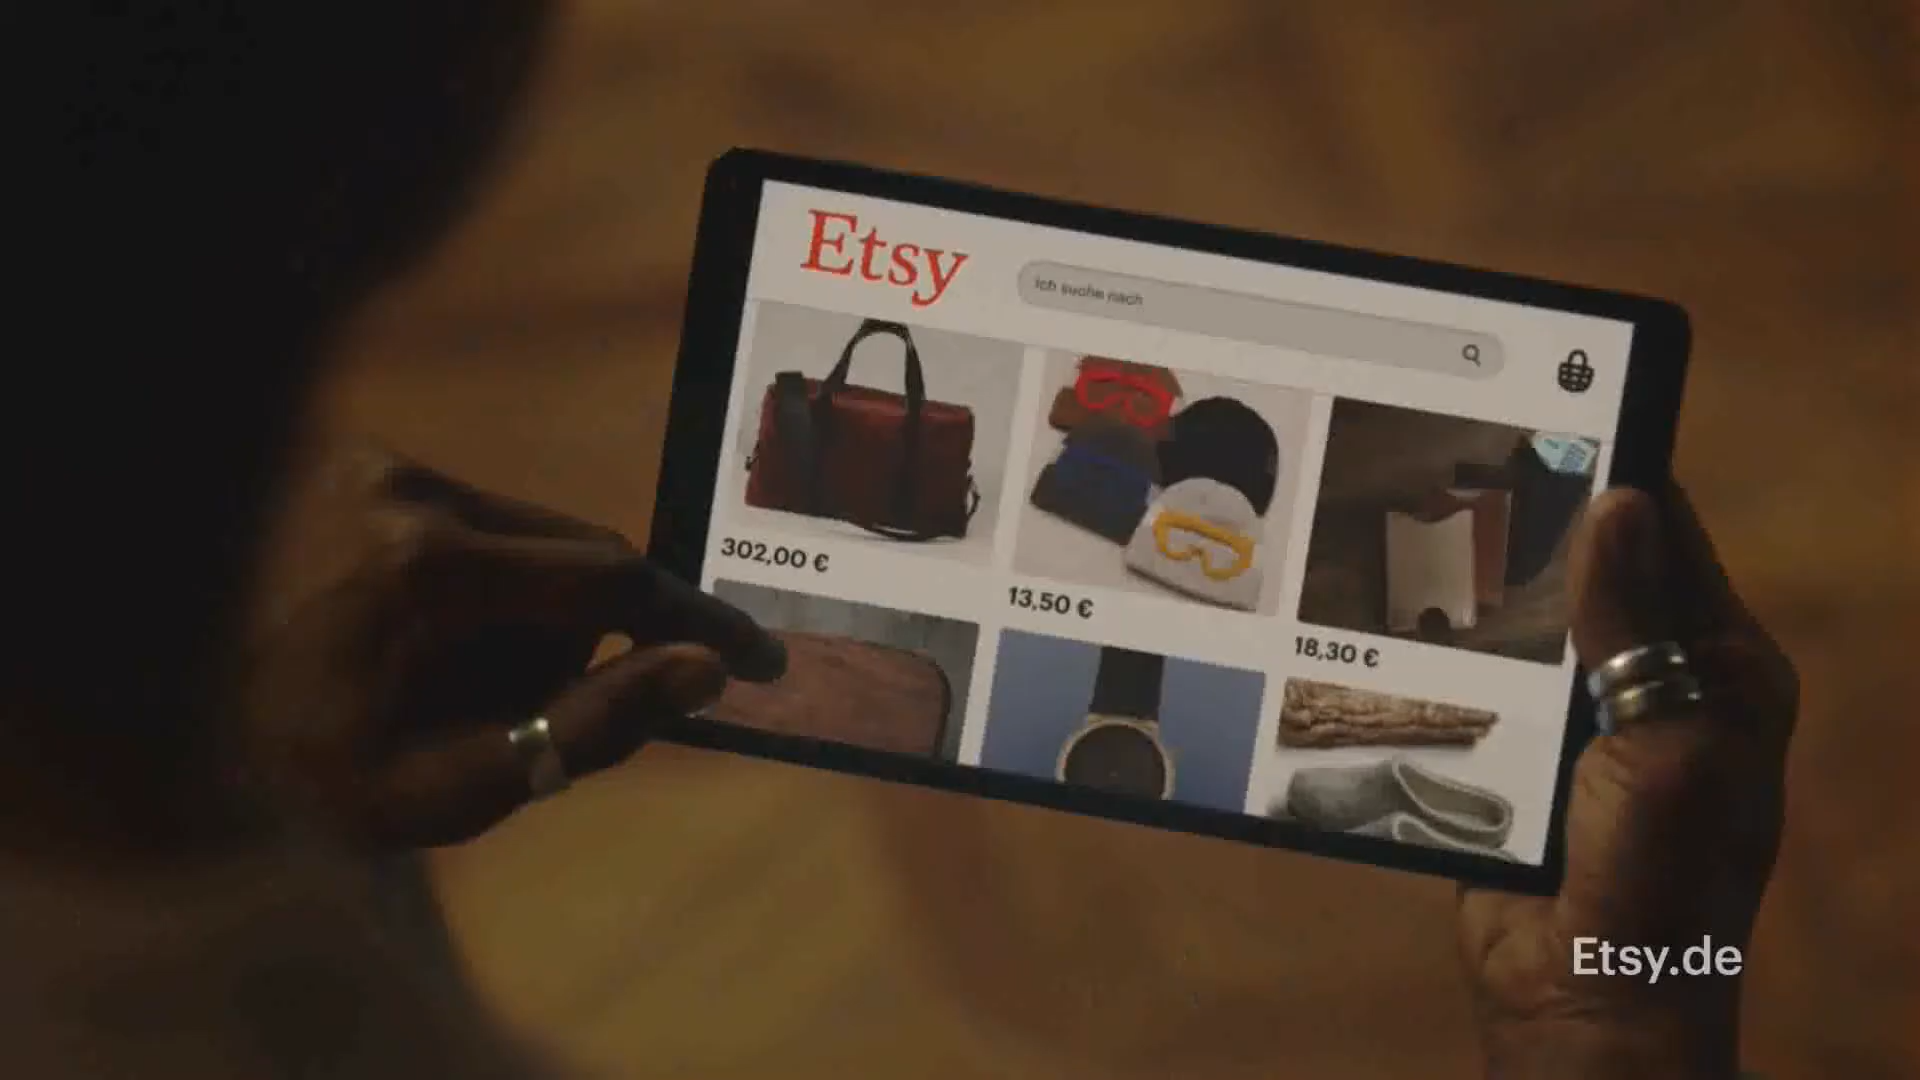 Etsy
Ich suche nach
302,00 €
13,50 €
18,30 €
Etsy.de